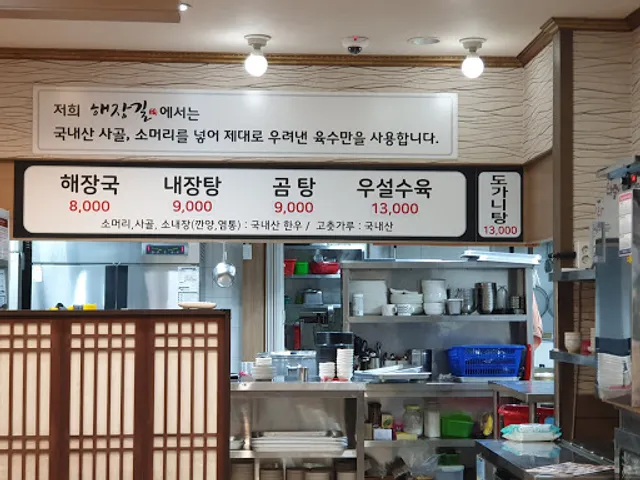 저희 해장길에서는
국내산 사골, 소머리를 넣어 제대로 우려낸 육수만을 사용합니다.
해장국 내장탕 곰탕 우설수육
8,000 9,000 9,000 13,000
소머리,사골, 소내장(깐양,염통) : 국내산 한우 / 고춧가루 : 국내산
도가니탕
13,000